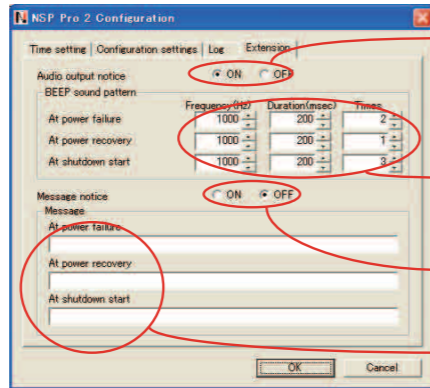 NSP Pro 2 Configuration
Time setting Configuration settings Log Extension
Audio output notice ON OFF
BEEP sound pattern
Frequency(Hz) Duration(msec) Times
At power failure 1000 200 2
At power recovery 1000 200 1
At shutdown start 1000 200 3
Message notice ON OFF
Message
At power failure
At power recovery
At shutdown start
OK Cancel